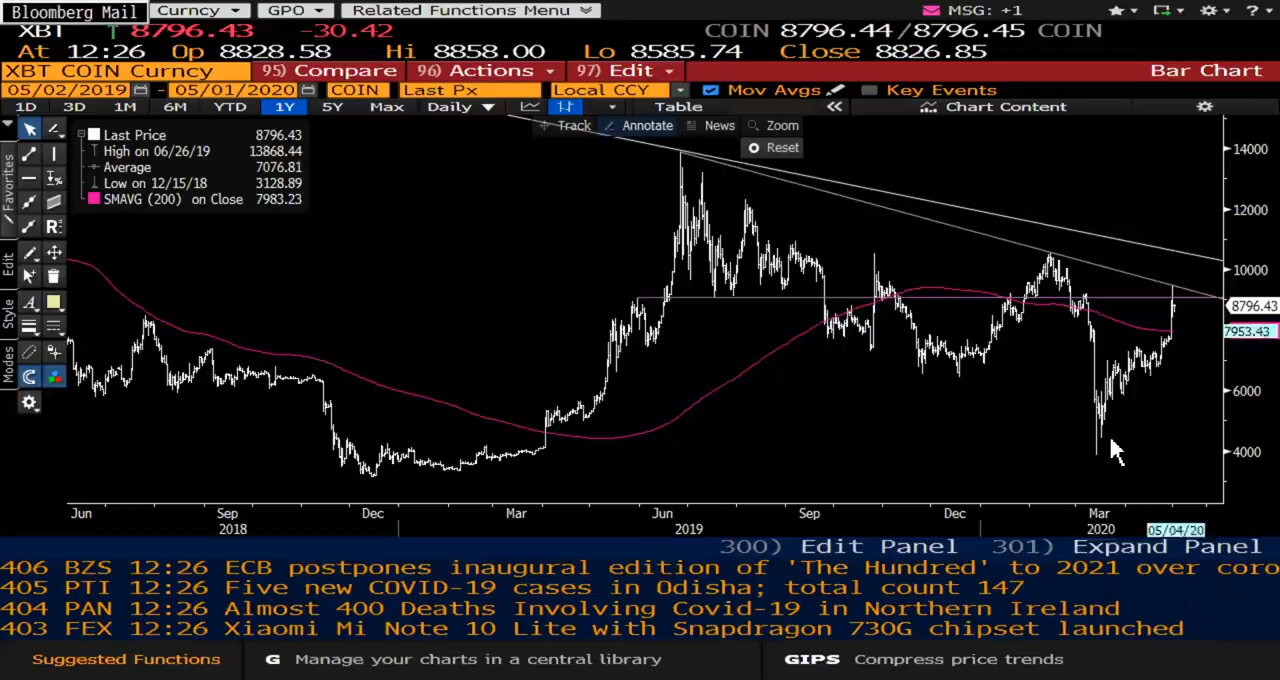 Bloomberg Mail Curncy GPO Related Functions Menu MSG: +1
XBT ↑ 8796.43 -30.42 COIN 8796.44/8796.45 COIN
At 12:26 Op 8828.58 Hi 8858.00 Lo 8585.74 Close 8826.85
XBT COIN Curncy 95) Compare 96) Actions 97) Edit Bar Chart
05/02/2019 - 05/01/2020 COIN Last Px Local CCY Mov Avgs Key Events
1D 3D 1M 6M YTD 1Y 5Y Max Daily Table Chart Content
Track Annotate News Zoom
Reset
Last Price 8796.43
High on 06/26/19 13868.44
Average 7076.81
Low on 12/15/18 3128.89
SMAVG (200) on Close 7983.23
Favorites
Edit
Style
Modes
14000
12000
10000
8796.43
7953.43
6000
4000
Jun Sep Dec Mar Jun Sep Dec Mar
2018 2019 2020 05/04/20
300) Edit Panel 301) Expand Panel
406 BZS 12:26 ECB postpones inaugural edition of 'The Hundred' to 2021 over coro
405 PTI 12:26 Five new COVID-19 cases in Odisha; total count 147
404 PAN 12:26 Almost 400 Deaths Involving Covid-19 in Northern Ireland
403 FEX 12:26 Xiaomi Mi Note 10 Lite with Snapdragon 730G chipset launched
Suggested Functions G Manage your charts in a central library GIPS Compress price trends